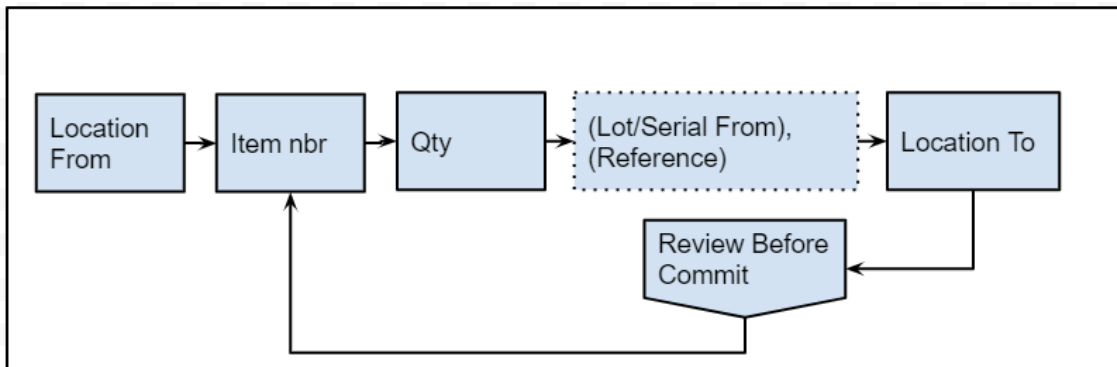 Location
From
Item nbr
Qty
(Lot/Serial From),
(Reference)
Location To
Review Before
Commit